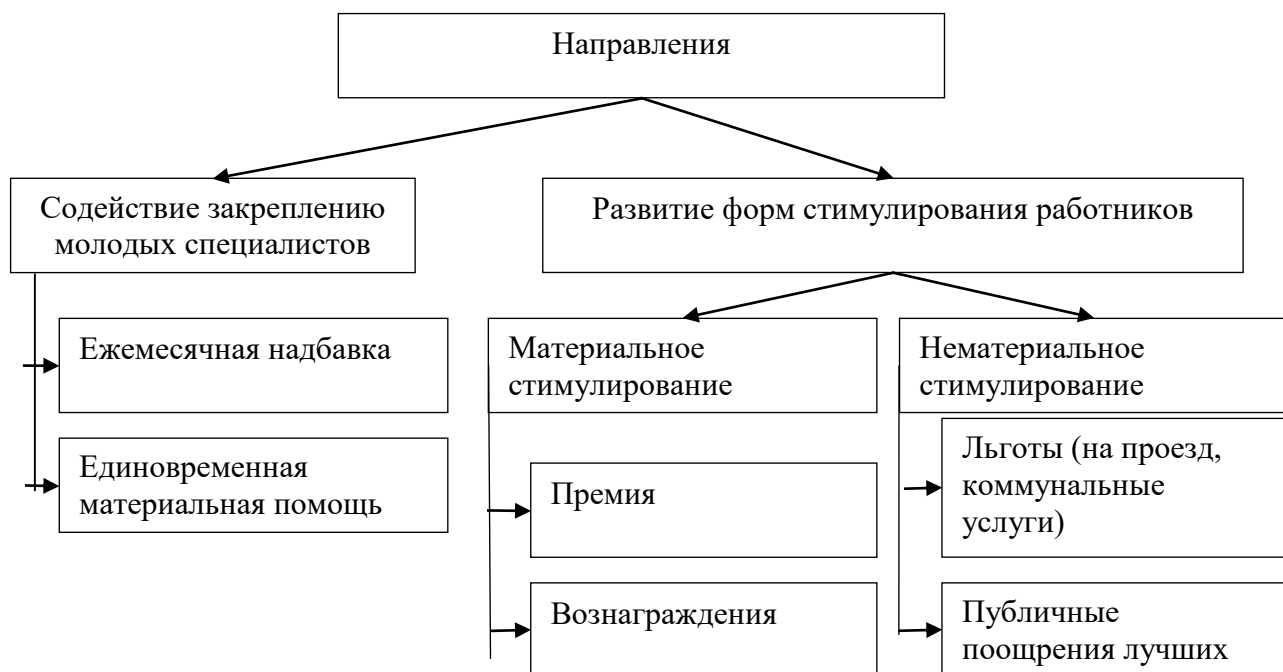 Направления
Содействие закреплению
молодых специалистов
Развитие форм стимулирования работников
Ежемесячная надбавка
Единовременная
материальная помощь
Материальное
стимулирование
Премия
Вознаграждения
Нематериальное
стимулирование
Льготы (на проезд,
коммунальные
услуги)
Публичные
поощрения лучших